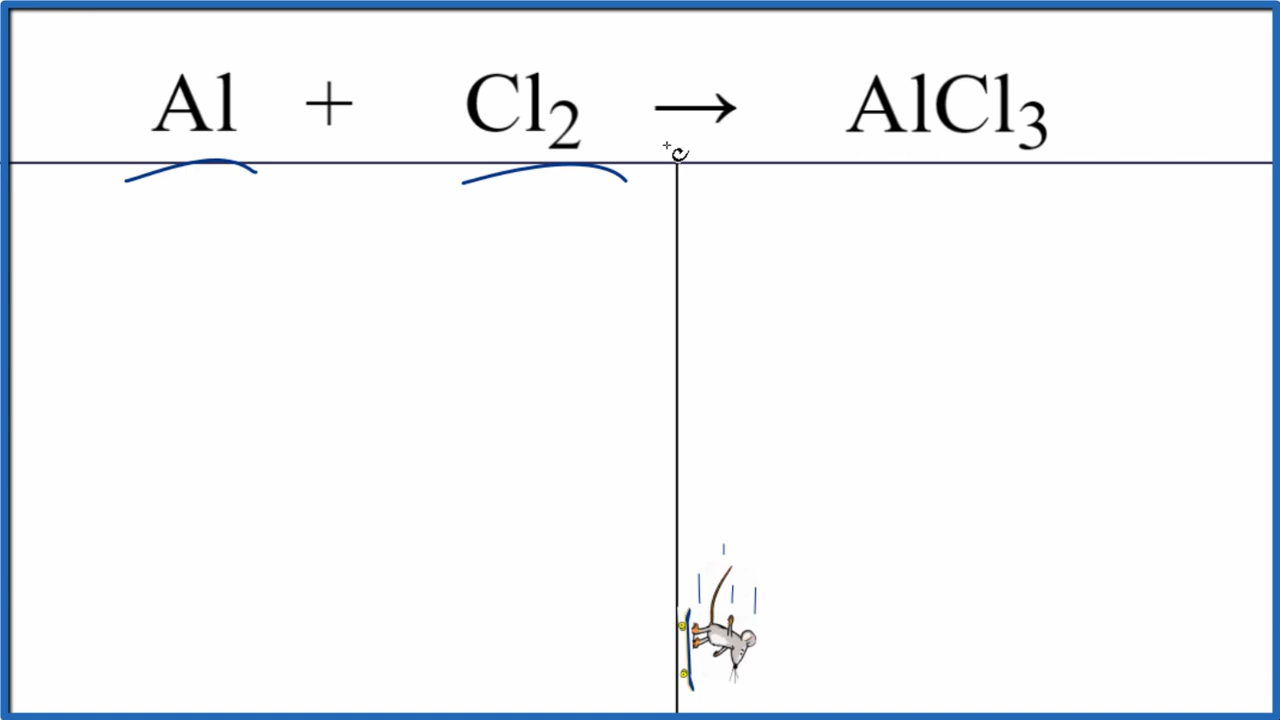 Al + Cl₂ → AlCl₃